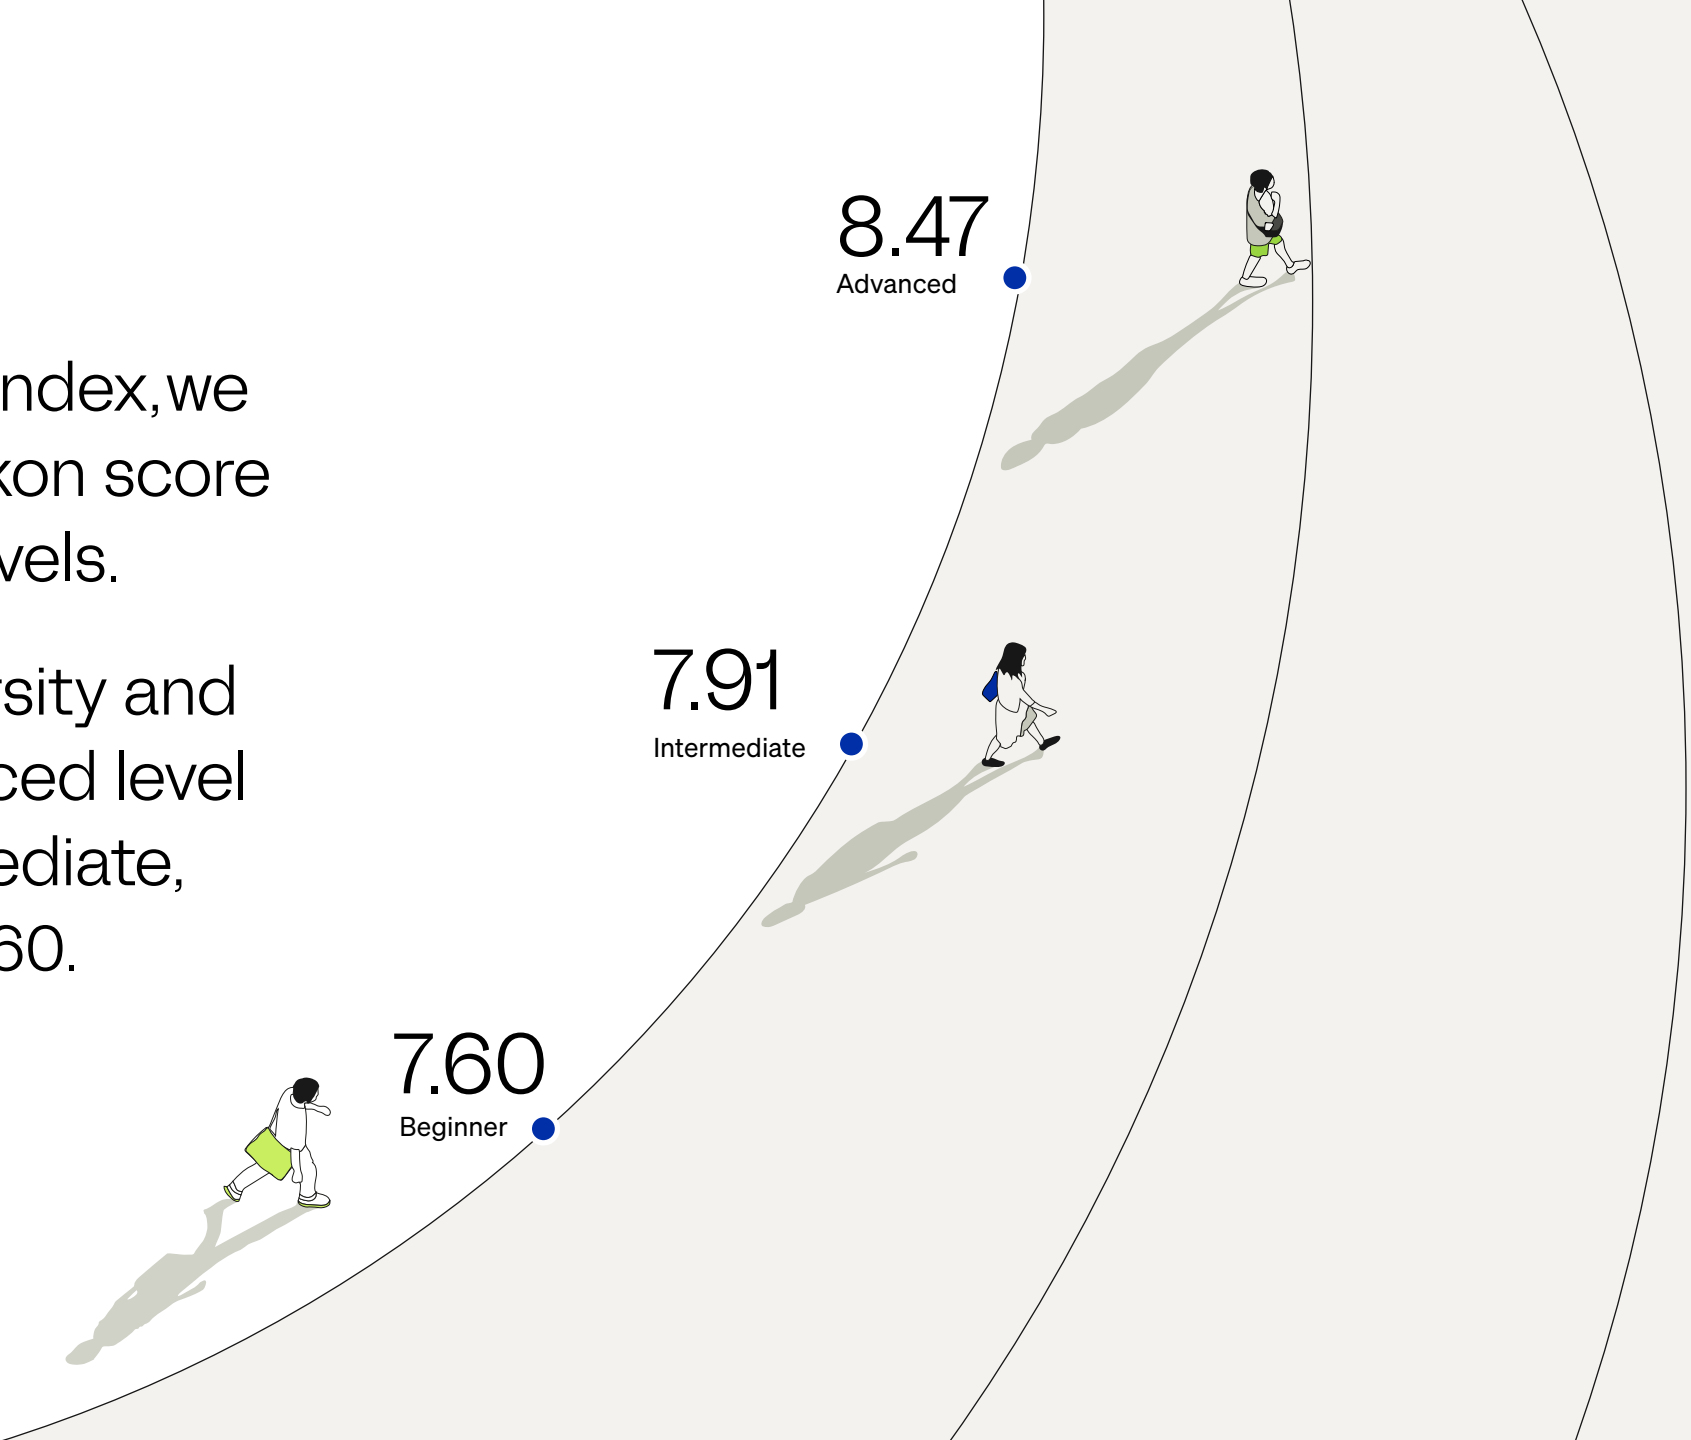 ndex, we
xon score
vels.
rsity and
ced level
ediate,
60.
8.47
Advanced
7.91
Intermediate
7.60
Beginner